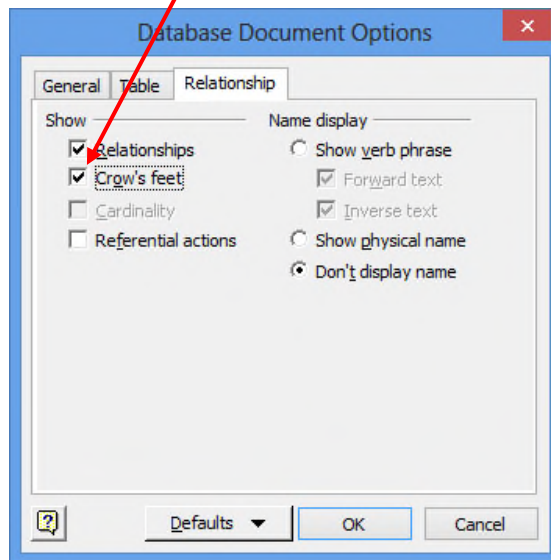 Database Document Options
General Table Relationship
Show
Relationships
Crow's feet
Cardinality
Referential actions
Name display
Show verb phrase
Forward text
Inverse text
Show physical name
Don't display name
Defaults OK Cancel